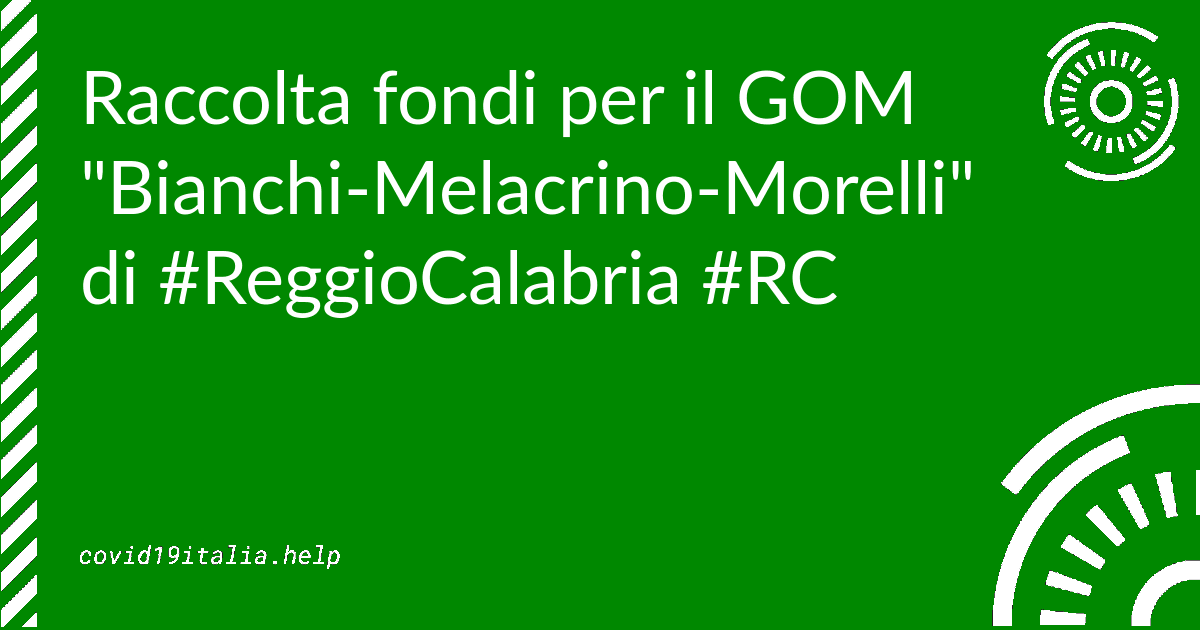 Raccolta fondi per il GOM
"Bianchi-Melacrino-Morelli"
di #ReggioCalabria #RC
covid19italia.help